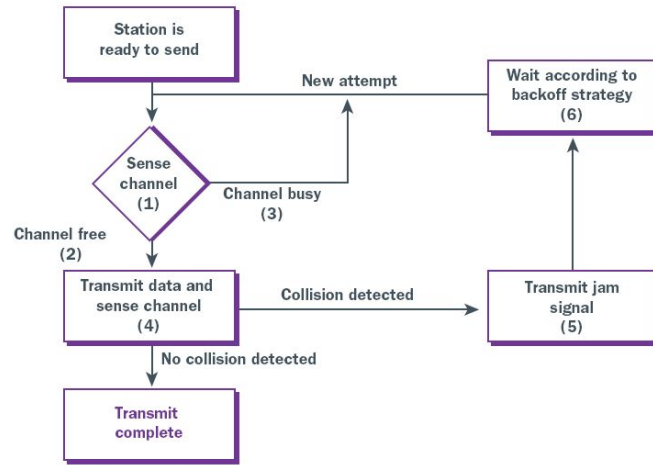 Station is
ready to send
New attempt
Wait according to
backoff strategy
(6)
Sense
channel
(1)
Channel busy
(3)
Channel free
(2)
Transmit data and
sense channel
(4)
Collision detected
Transmit jam
signal
(5)
No collision detected
Transmit
complete